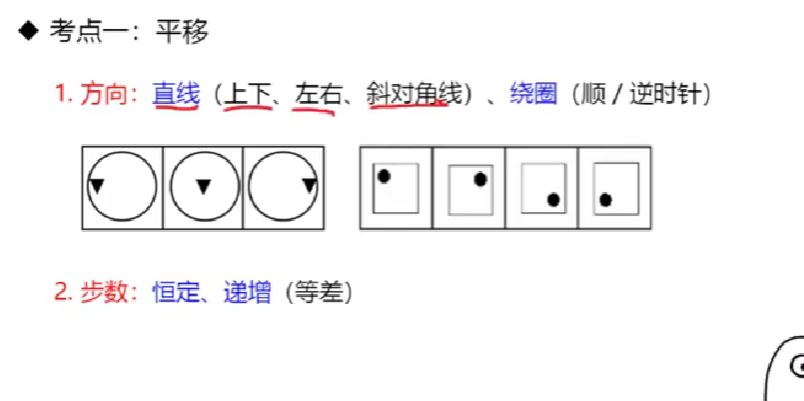 ◆ 考点一：平移
1. 方向：直线（上下、左右、斜对角线）、绕圈（顺 / 逆时针）
2. 步数：恒定、递增（等差）